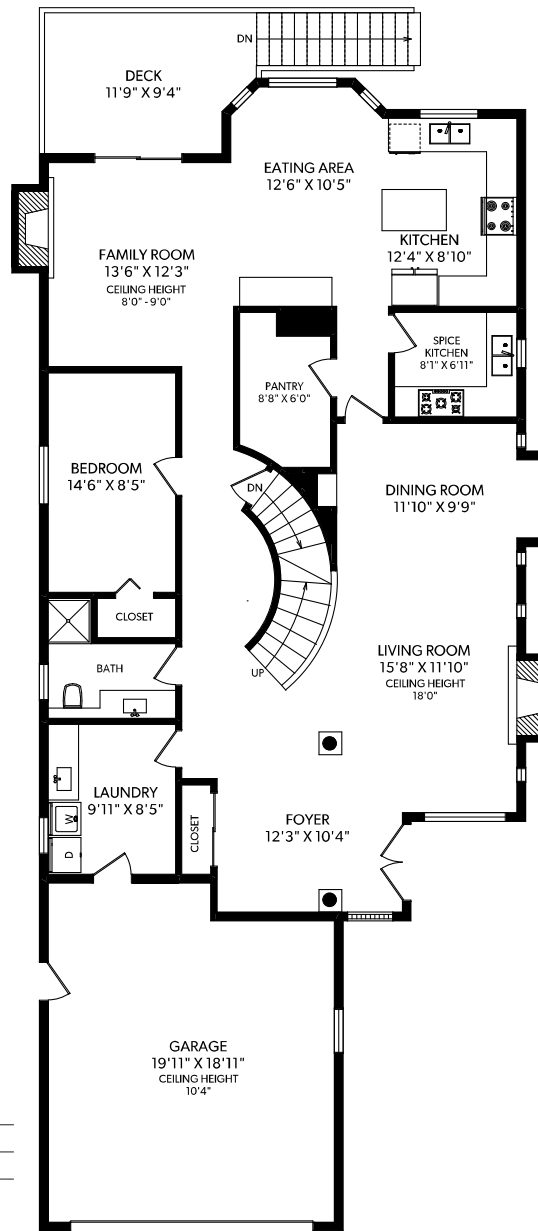 DN
DECK
11'9" X 9'4"
EATING AREA
12'6" X 10'5"
KITCHEN
12'4" X 8'10"
FAMILY ROOM
13'6" X 12'3"
CEILING HEIGHT
8'0" - 9'0"
SPICE
KITCHEN
8'1" X 6'11"
PANTRY
8'8" X 6'0"
BEDROOM
14'6" X 8'5"
DN
DINING ROOM
11'10" X 9'9"
CLOSET
BATH
UP
LIVING ROOM
15'8" X 11'10"
CEILING HEIGHT
18'0"
LAUNDRY
9'11" X 8'5"
W
D
CLOSET
FOYER
12'3" X 10'4"
GARAGE
19'11" X 18'11"
CEILING HEIGHT
10'4"